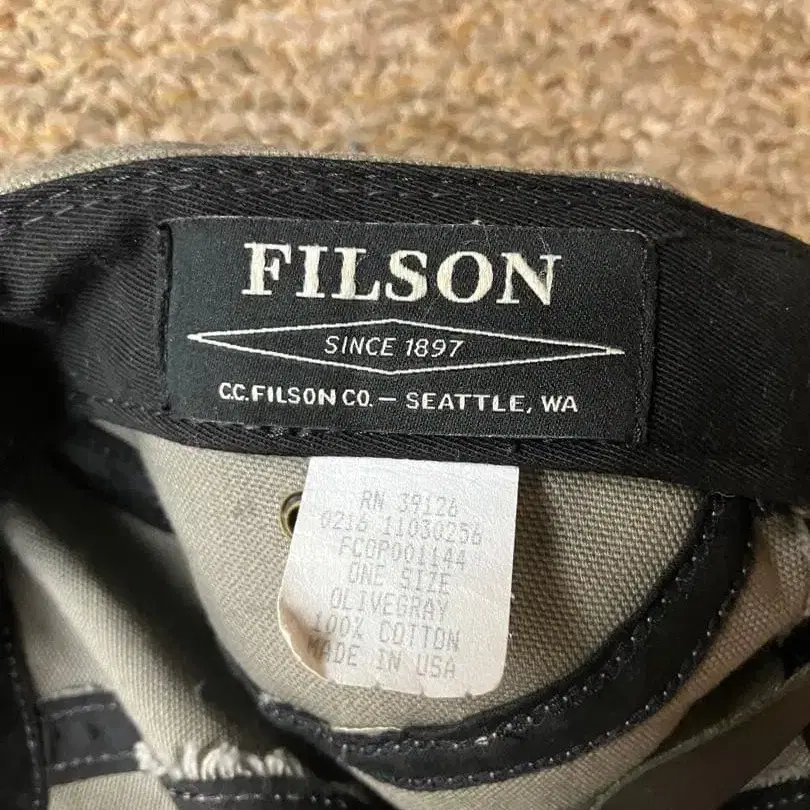 FILSON
SINCE 1897
C.C. FILSON CO. — SEATTLE, WA
RN 39126
0216 11030256
FCOP001144
ONE SIZE
OLIVEGRAY
100% COTTON
MADE IN USA